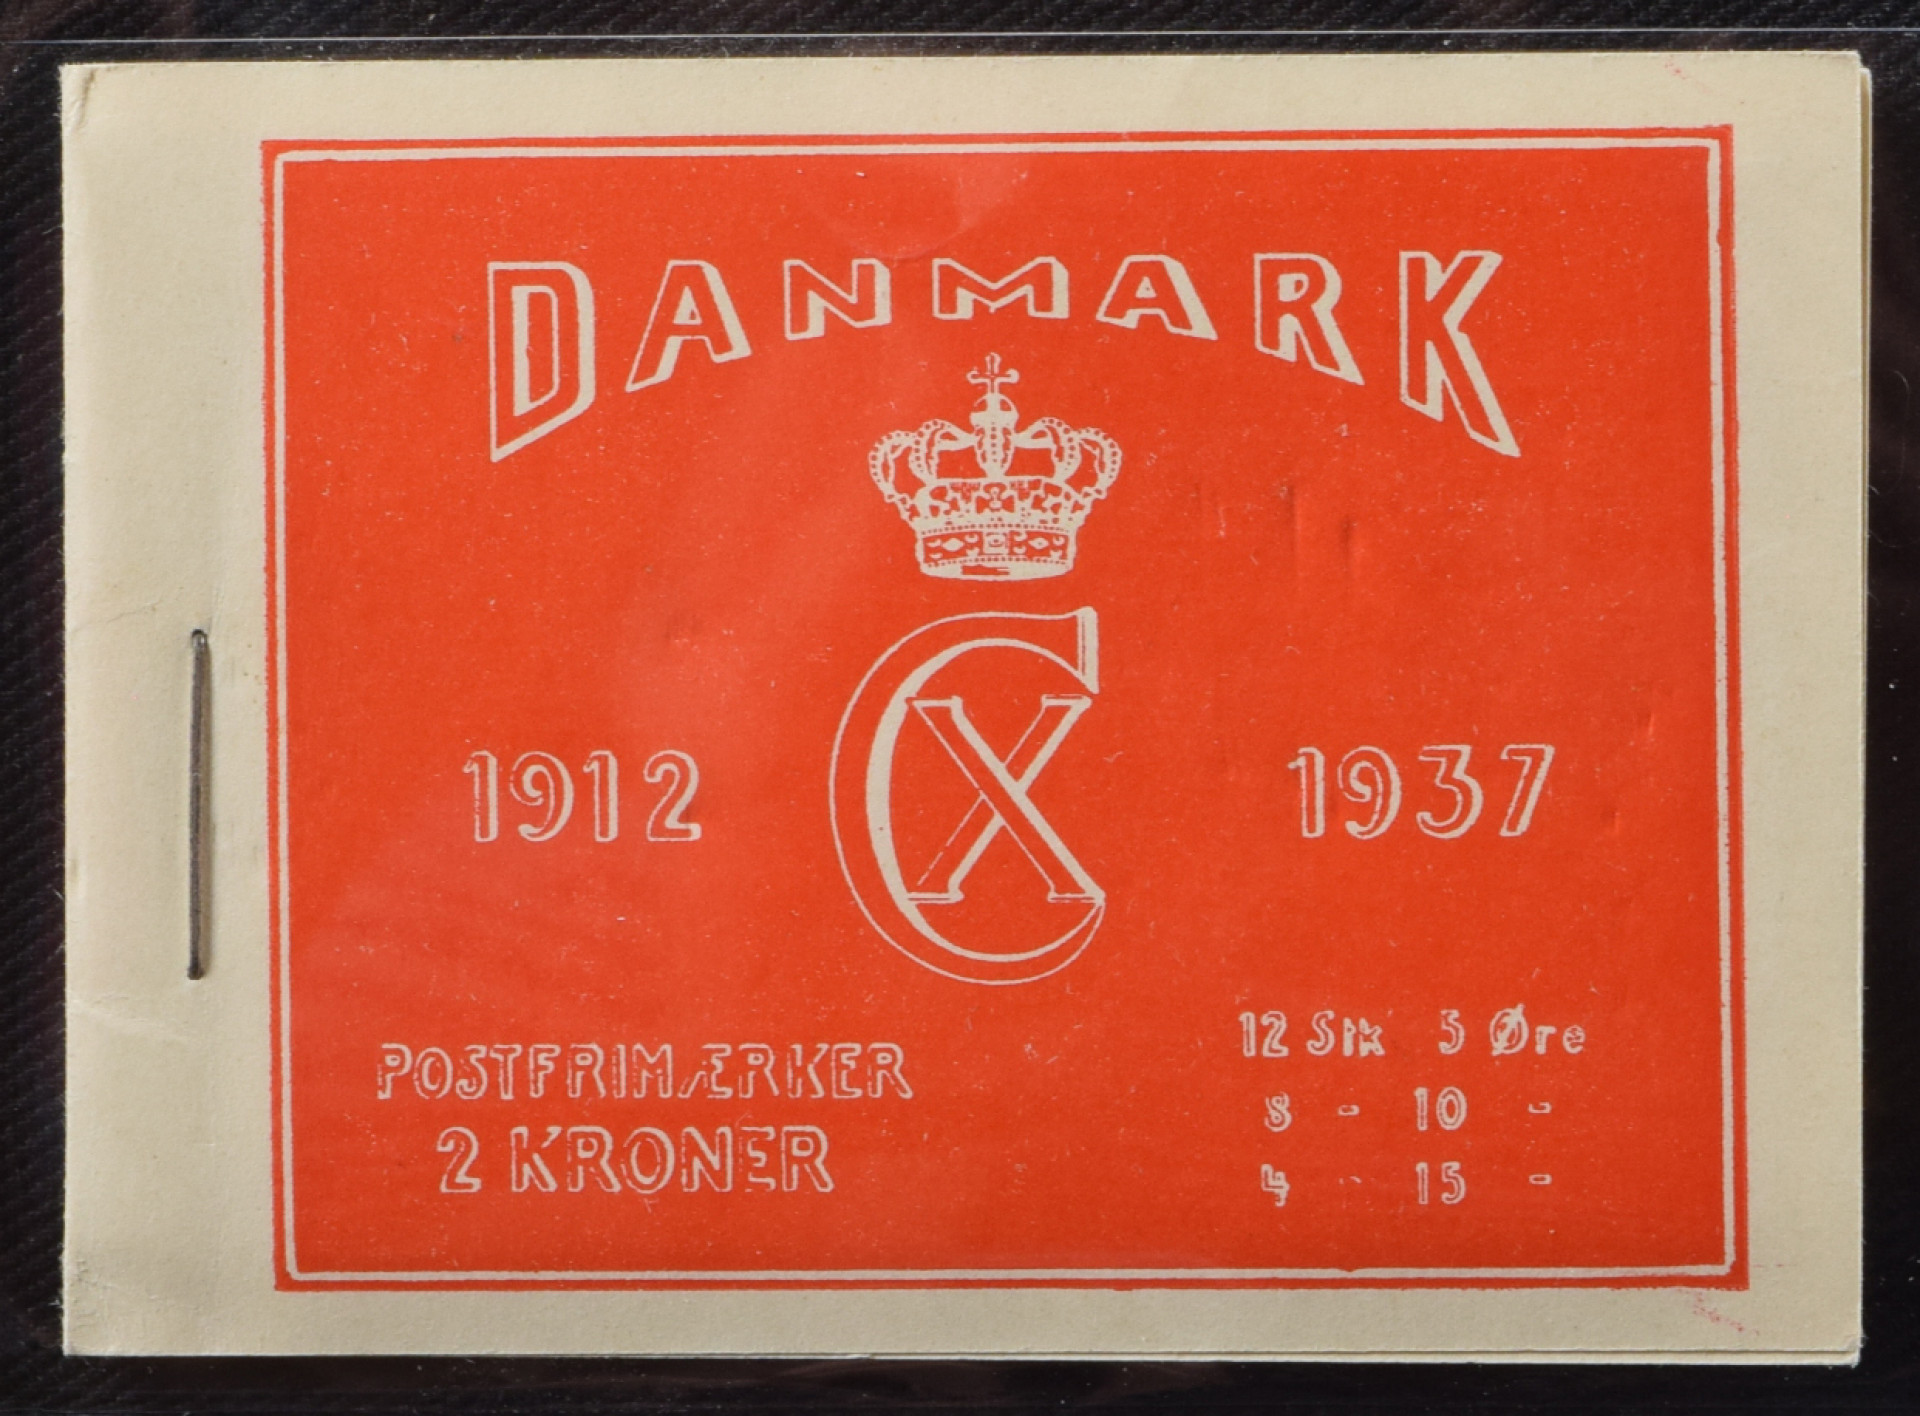 DANMARK
CX
1912 1937
POSTFRIMÆRKER
2 KRONER
12 Stk 5 Øre
8 - 10 -
4 - 15 -